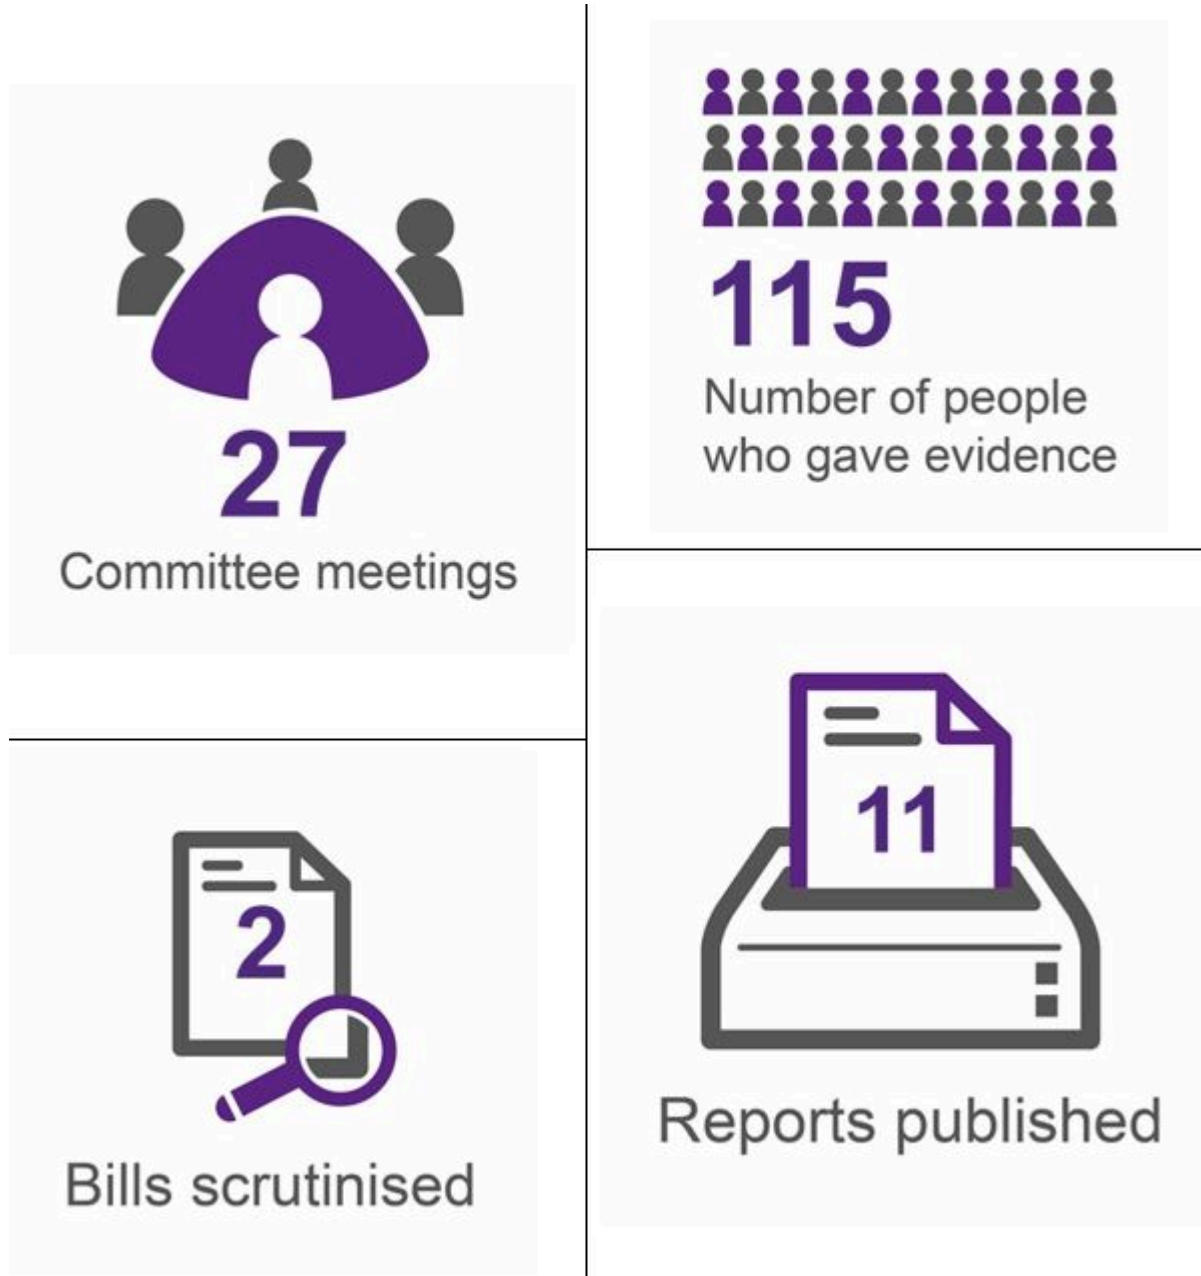 27
Committee meetings
115
Number of people
who gave evidence
2
Bills scrutinised
11
Reports published